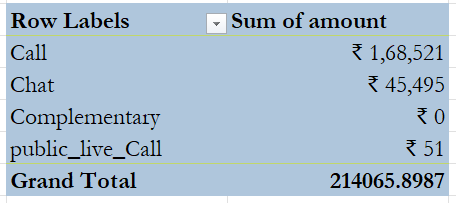 Row Labels Sum of amount
Call ₹ 1,68,521
Chat ₹ 45,495
Complementary ₹ 0
public_live_Call ₹ 51
Grand Total 214065.8987